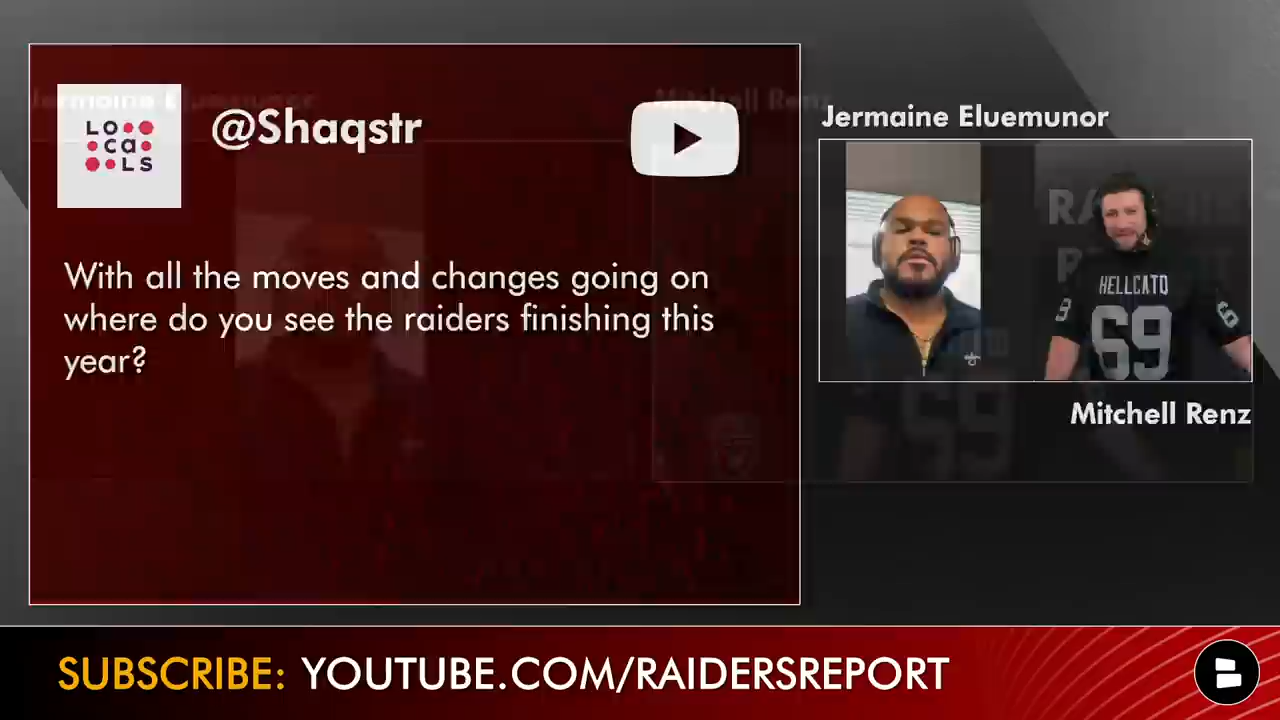 LO
ca
LS
@Shaqstr
With all the moves and changes going on
where do you see the raiders finishing this
year?
Jermaine Eluemunor
HELLCATO
69
Mitchell Renz
SUBSCRIBE: YOUTUBE.COM/RAIDERSREPORT